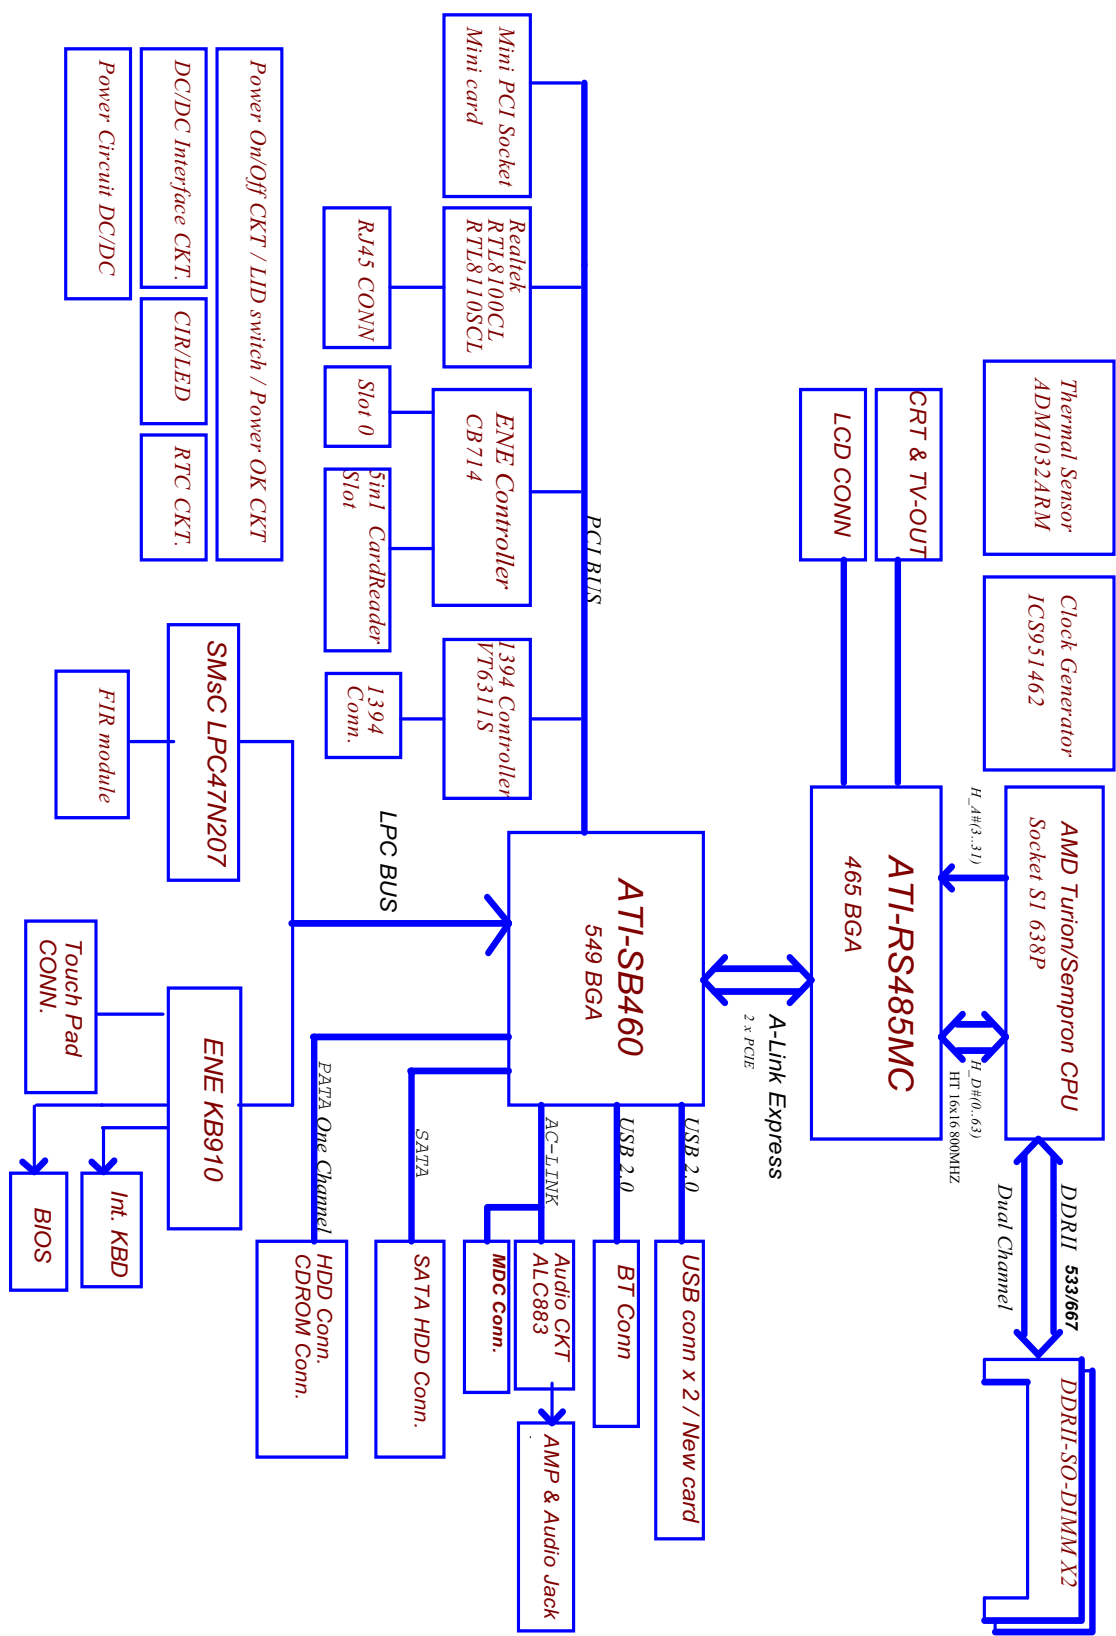 Thermal Sensor
ADM1032ARM
Clock Generator
ICS951462
AMD Turion/Sempron CPU
Socket S1 638P
DDRII 533/667
Dual Channel
DDRII-SO-DIMM X2
H_A#(3..31)
H_D#(0..63)
HT 16x16 800MHZ
CRT & TV-OUT
LCD CONN
ATI-RS485MC
465 BGA
A-Link Express
2 x PCIE
ATI-SB460
549 BGA
USB 2.0
USB conn x 2 / New card
USB 2.0
BT Conn
AC-LINK
Audio CKT
ALC883
AMP & Audio Jack
MDC Conn.
SATA
SATA HDD Conn.
PATA One Channel
HDD Conn.
CDROM Conn.
PCI BUS
Mini PCI Socket
Mini card
Realtek
RTL8100CL
RTL8110SCL
RJ45 CONN
ENE Controller
CB714
Slot 0
5in1 CardReader
Slot
1394 Controller
VT6311S
1394
Conn.
LPC BUS
SMsC LPC47N207
FIR module
ENE KB910
Touch Pad
CONN.
Int. KBD
BIOS
Power On/Off CKT / LID switch / Power OK CKT
DC/DC Interface CKT.
CIR/LED
RTC CKT.
Power Circuit DC/DC